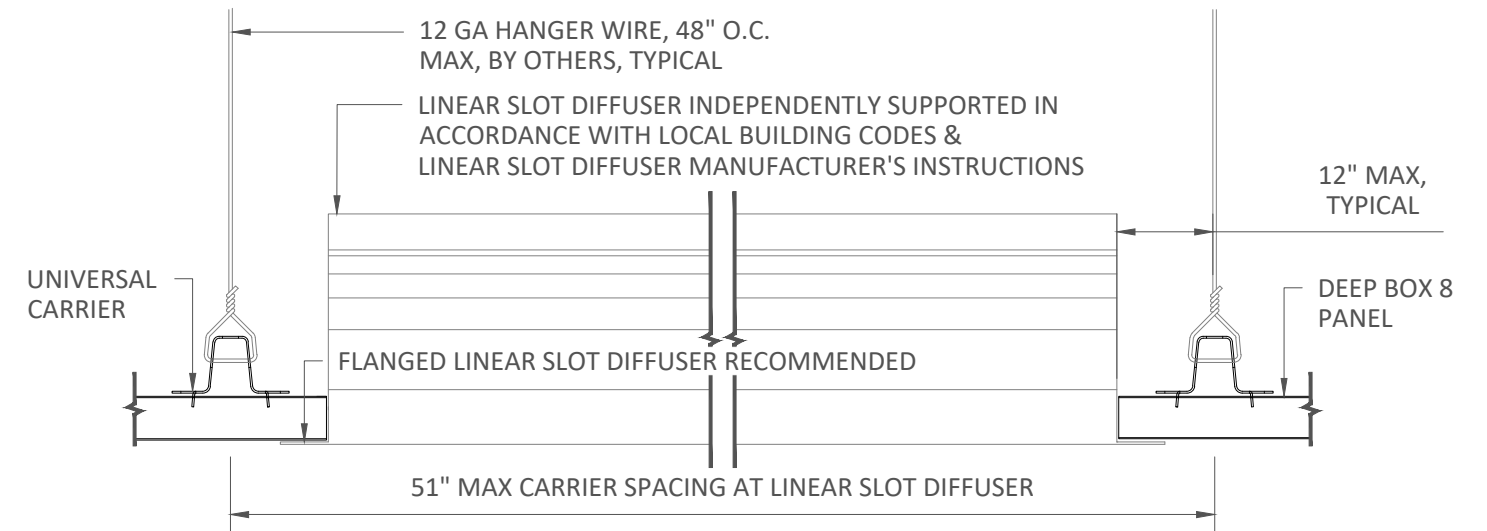 12 GA HANGER WIRE, 48" O.C.
MAX, BY OTHERS, TYPICAL
LINEAR SLOT DIFFUSER INDEPENDENTLY SUPPORTED IN
ACCORDANCE WITH LOCAL BUILDING CODES &
LINEAR SLOT DIFFUSER MANUFACTURER'S INSTRUCTIONS
12" MAX,
TYPICAL
UNIVERSAL
CARRIER
DEEP BOX 8
PANEL
FLANGED LINEAR SLOT DIFFUSER RECOMMENDED
51" MAX CARRIER SPACING AT LINEAR SLOT DIFFUSER